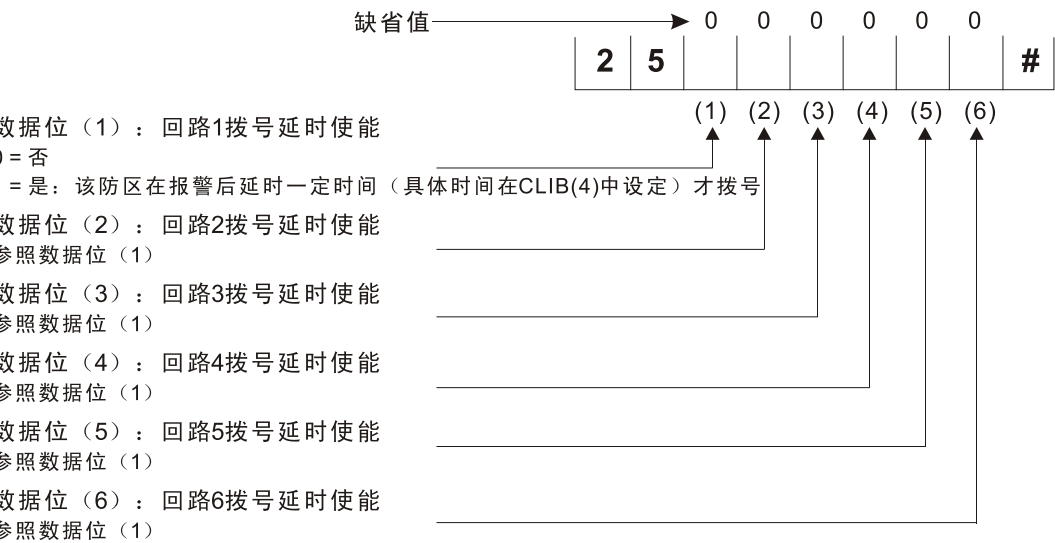 缺省值 0 0 0 0 0 0
2 5 #
(1) (2) (3) (4) (5) (6)
数据位（1）：回路1拨号延时使能
0 = 否
= 是：该防区在报警后延时一定时间（具体时间在CLIB(4)中设定）才拨号
数据位（2）：回路2拨号延时使能
参照数据位（1）
数据位（3）：回路3拨号延时使能
参照数据位（1）
数据位（4）：回路4拨号延时使能
参照数据位（1）
数据位（5）：回路5拨号延时使能
参照数据位（1）
数据位（6）：回路6拨号延时使能
参照数据位（1）